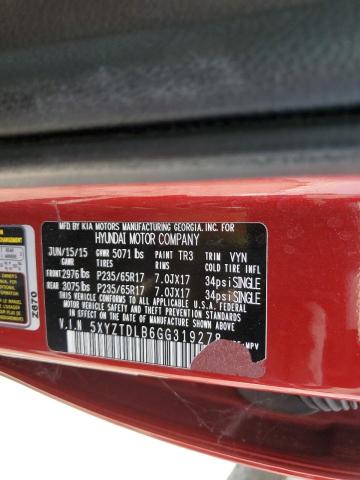 MFD. BY KIA MOTORS MANUFACTURING GEORGIA, INC. FOR
HYUNDAI MOTOR COMPANY
JUN/15/15 GVWR 5071 lbs PAINT TR3 TRIM VYN
GAWR TIRES RIMS COLD TIRE INFL
FRONT 2976 lbs P235/65R17 7.0JX17 34psi SINGLE
REAR 3075 lbs P235/65R17 7.0JX17 34psi SINGLE
THIS VEHICLE CONFORMS TO ALL APPLICABLE
U.S. FEDERAL MOTOR VEHICLE SAFETY AND
THEFT PREVENTION STANDARDS IN EFFECT ON
THE DATE OF MANUFACTURE SHOWN ABOVE.
V.I.N 5XYZTDLB6GG319278
MPV
Z670